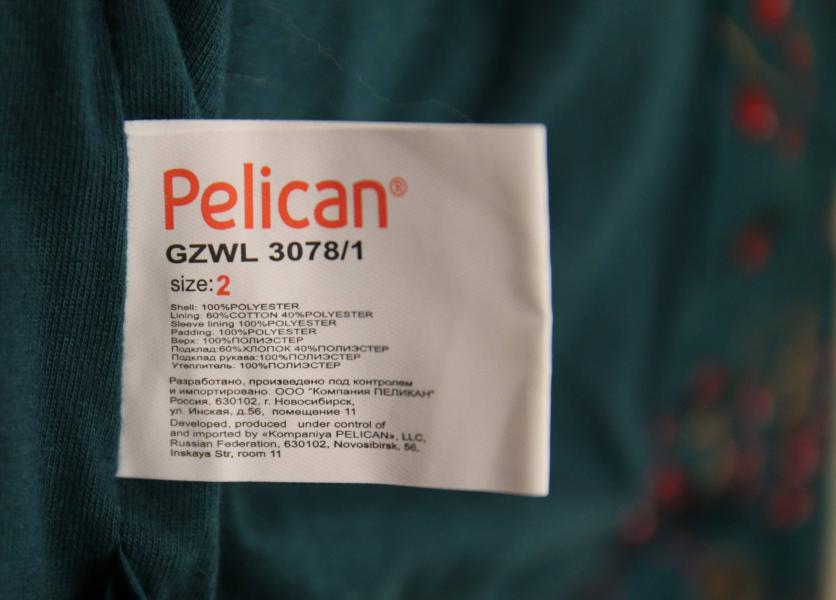 Pelican®
GZWL 3078/1
size: 2
Shell: 100%POLYESTER
Lining: 60%COTTON 40%POLYESTER
Sleeve lining 100%POLYESTER
Padding: 100%POLYESTER
Верх: 100%ПОЛИЭСТЕР
Подклад:60%ХЛОПОК 40%ПОЛИЭСТЕР
Подклад рукава:100%ПОЛИЭСТЕР
Утеплитель: 100%ПОЛИЭСТЕР
Разработано, произведено под контролем
и импортировано: ООО "Компания ПЕЛИКАН"
Россия, 630102, г. Новосибирск,
ул. Инская, д.56, помещение 11
Developed, produced under control of
and imported by «Kompaniya PELICAN», LLC,
Russian Federation, 630102, Novosibirsk, 56,
Inskaya Str, room 11